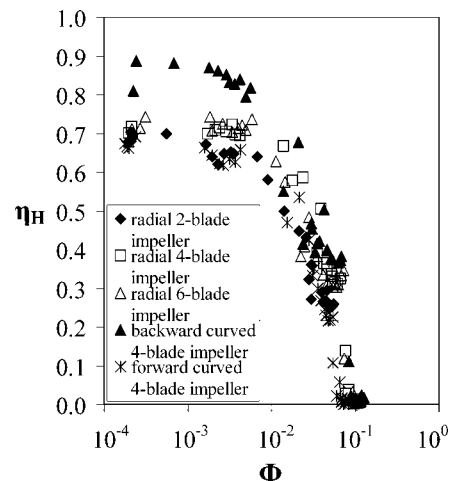 1.0
0.9
0.8
0.7
0.6
ηH
0.5
0.4
0.3
0.2
0.1
0.0
radial 2-blade
impeller
radial 4-blade
impeller
radial 6-blade
impeller
backward curved
4-blade impeller
forward curved
4-blade impeller
10-4 10-3 10-2 10-1 100
Φ